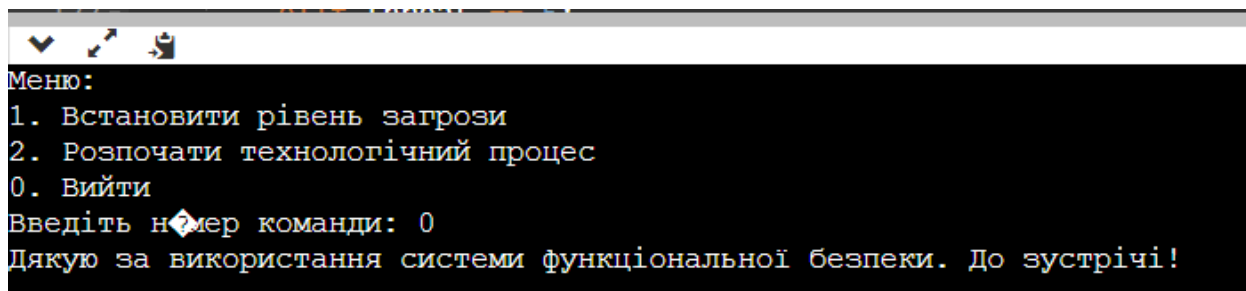 Меню:
1. Встановити рівень загрози
2. Розпочати технологічний процес
0. Вийти
Введіть н�мер команди: 0
Дякую за використання системи функціональної безпеки. До зустрічі!